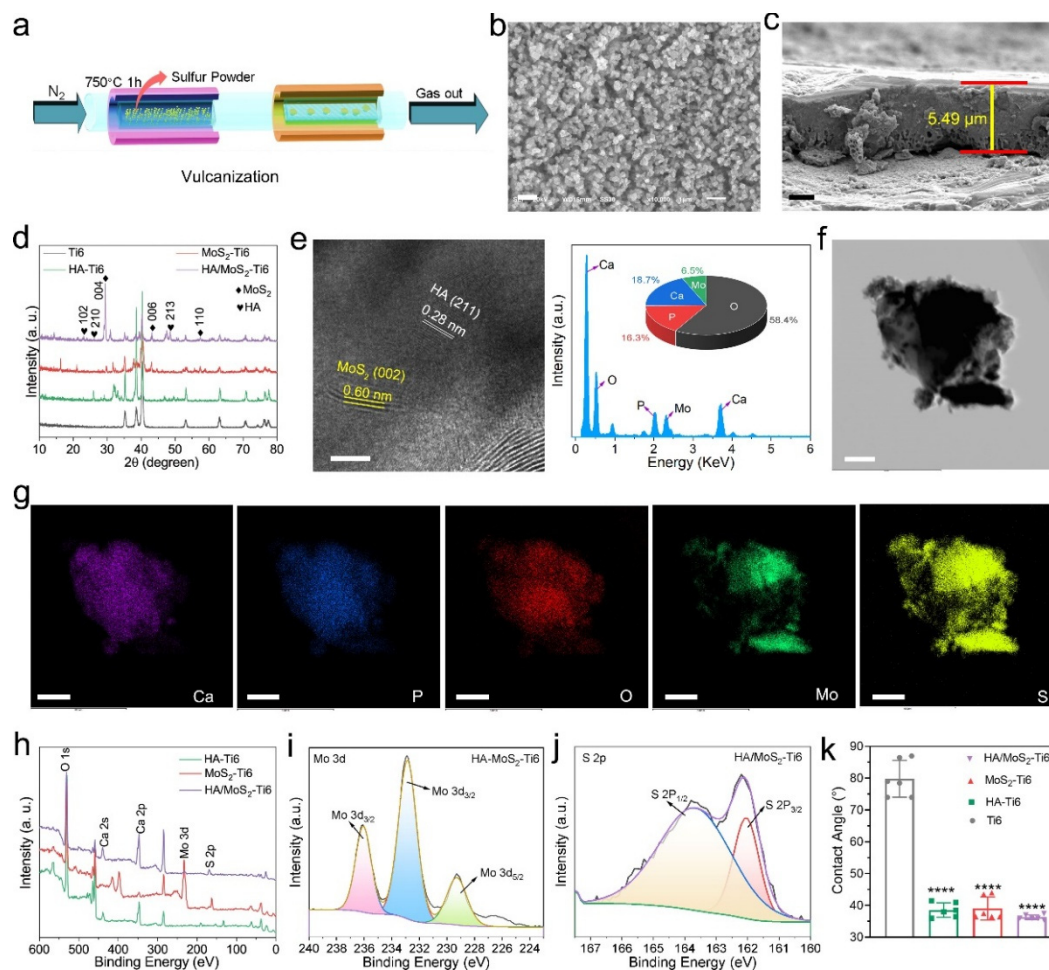 a
N2
750°C 1h
Sulfur Powder
Gas out
Vulcanization
b
c
5.49 μm
d
Ti6
MoS2-Ti6
HA-Ti6
HA/MoS2-Ti6
♦MoS2
♥HA
102
210
004
006
213
110
Intensity (a. u.)
10 20 30 40 50 60 70 80
2θ (degreen)
e
HA (211)
0.28 nm
MoS2 (002)
0.60 nm
Intensity (a.u.)
Ca
O
P
Mo
Ca
6.5%
18.7%
16.3%
58.4%
Mo
Ca
P
O
0 1 2 3 4 5 6
Energy (KeV)
f
g
Ca
P
O
Mo
S
h
O 1s
Ca 2s
Ca 2p
Mo 3d
S 2p
HA-Ti6
MoS2-Ti6
HA/MoS2-Ti6
Intensity (a. u.)
600 500 400 300 200 100 0
Binding Energy (eV)
i
Mo 3d
HA-MoS2-Ti6
Mo 3d3/2
Mo 3d3/2
Mo 3d5/2
Intensity (a. u.)
240 238 236 234 232 230 228 226 224
Binding Energy (eV)
j
S 2p
HA/MoS2-Ti6
S 2P1/2
S 2P3/2
Intensity (a. u.)
167 166 165 164 163 162 161 160
Binding Energy (eV)
k
Contact Angle (°)
90
80
70
60
50
40
30
HA/MoS2-Ti6
MoS2-Ti6
HA-Ti6
Ti6
****
****
****